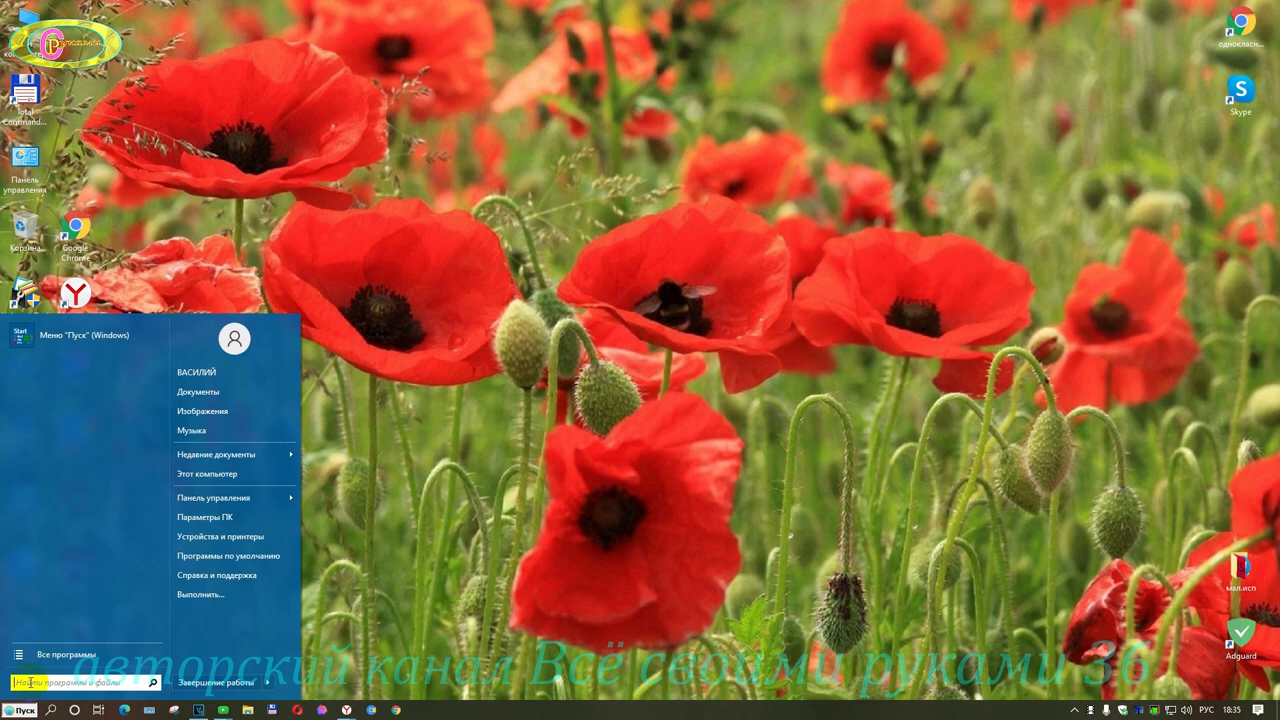 Total
Command...
Панель
управления
Корзина
Google
Chrome
однокласн...
Skype
Start
Меню "Пуск" (Windows)
ВАСИЛИЙ
Документы
Изображения
Музыка
Недавние документы
Этот компьютер
Панель управления
Параметры ПК
Устройства и принтеры
Программы по умолчанию
Справка и поддержка
Выполнить...
Все программы
Найти программы и файлы
Завершение работы
мал.исп
Adguard
авторский канал Всё своими руками 36
Пуск
РУС
18:35